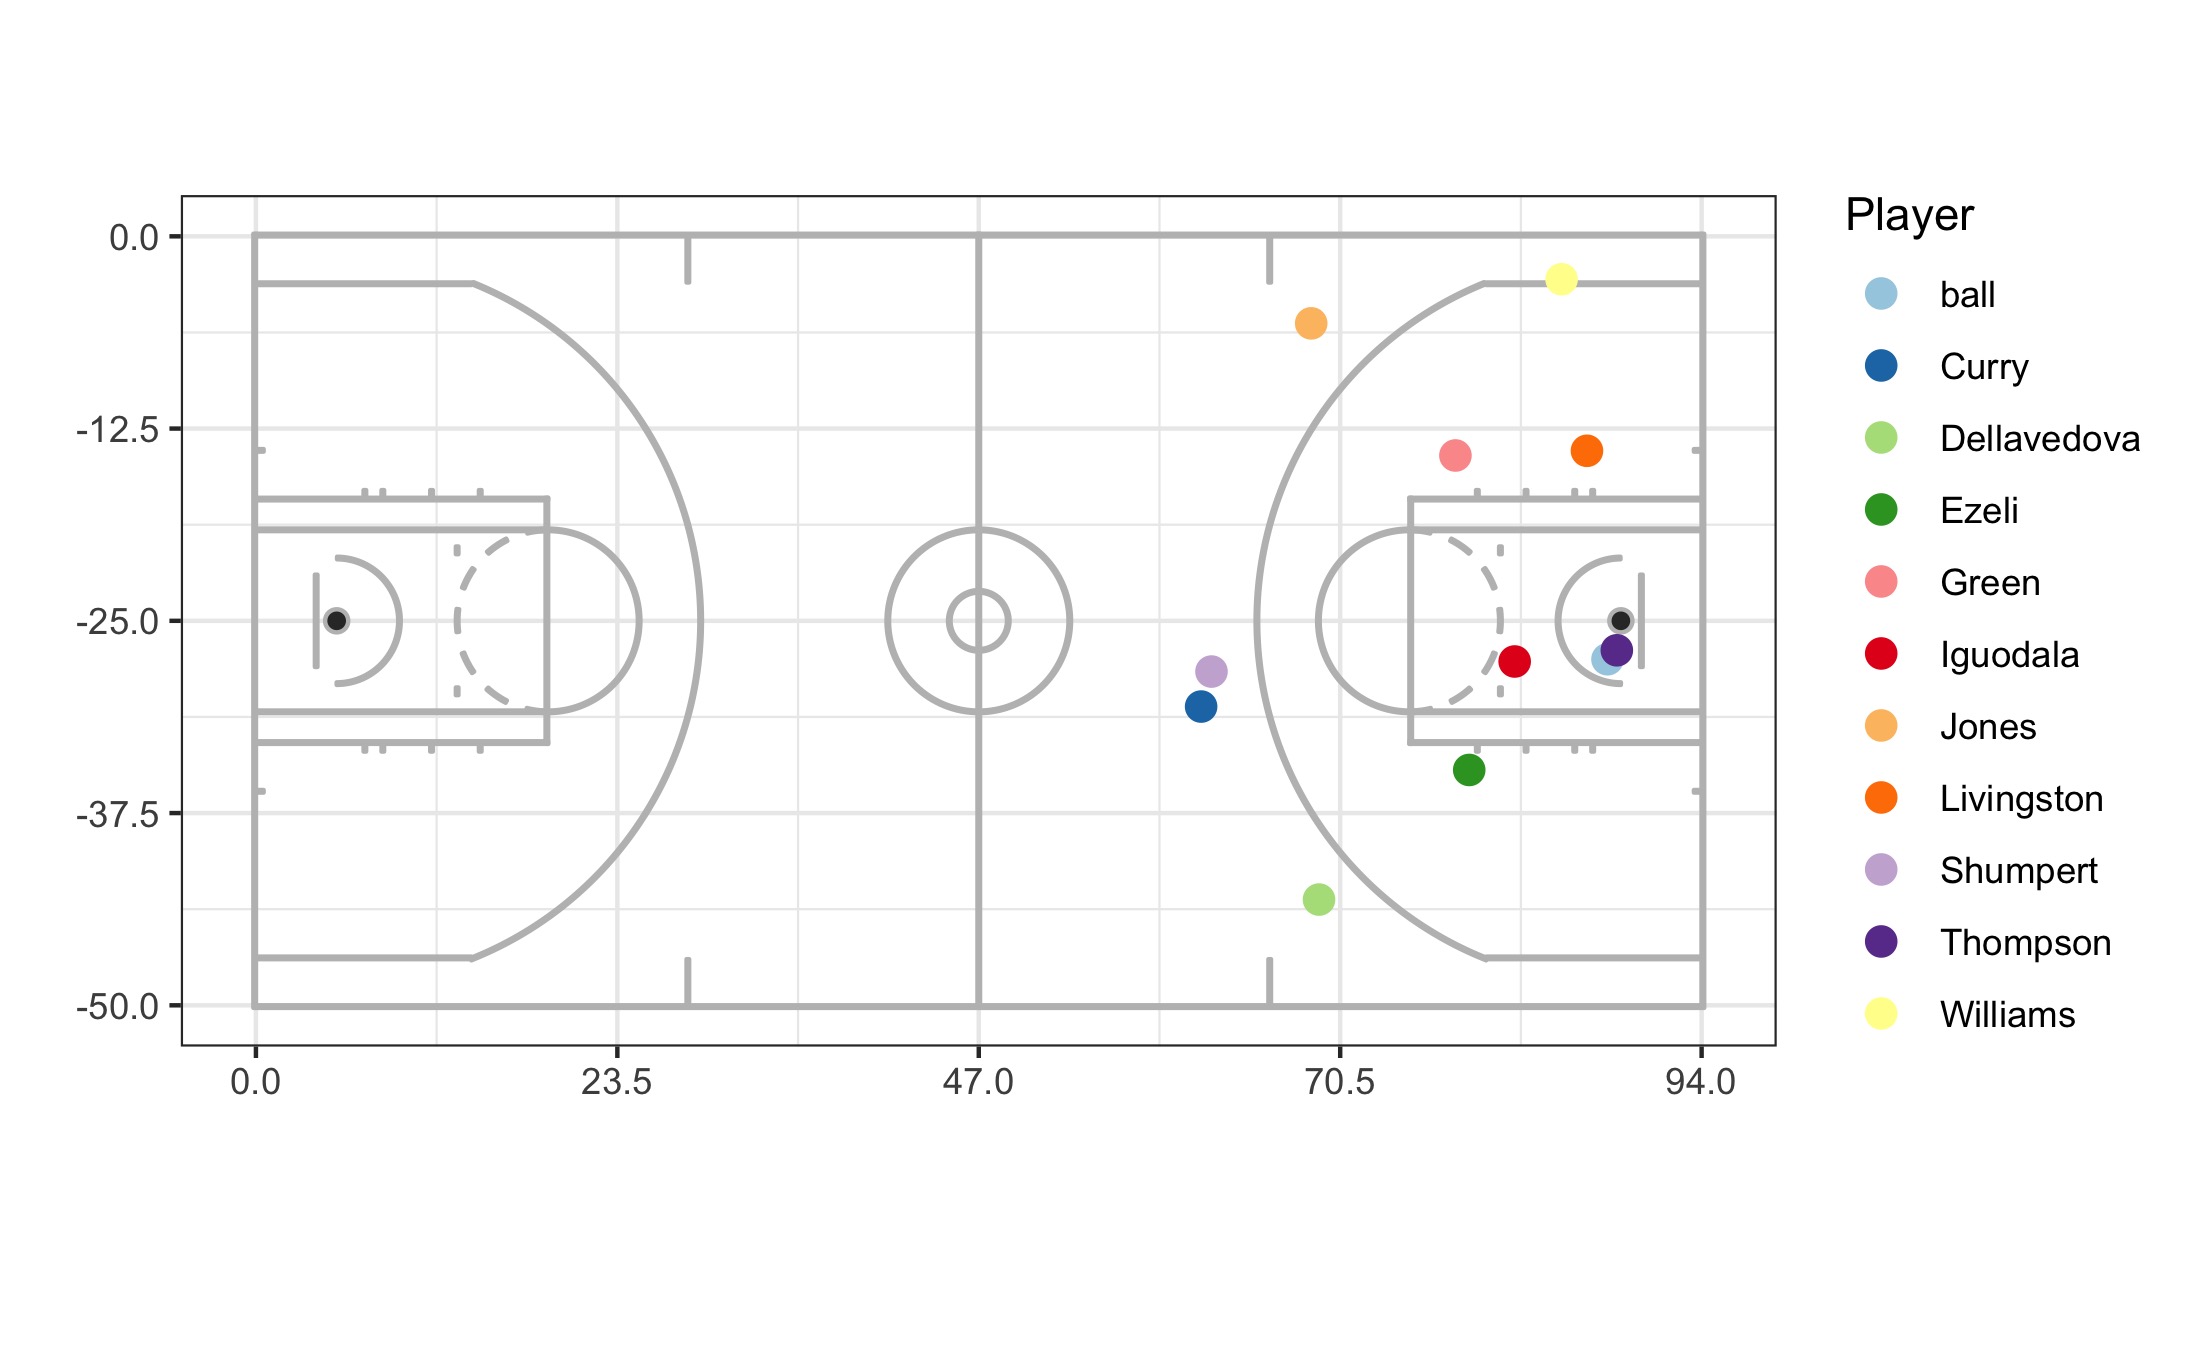 0.0
-12.5
-25.0
-37.5
-50.0
0.0 23.5 47.0 70.5 94.0
Player
ball
Curry
Dellavedova
Ezeli
Green
Iguodala
Jones
Livingston
Shumpert
Thompson
Williams